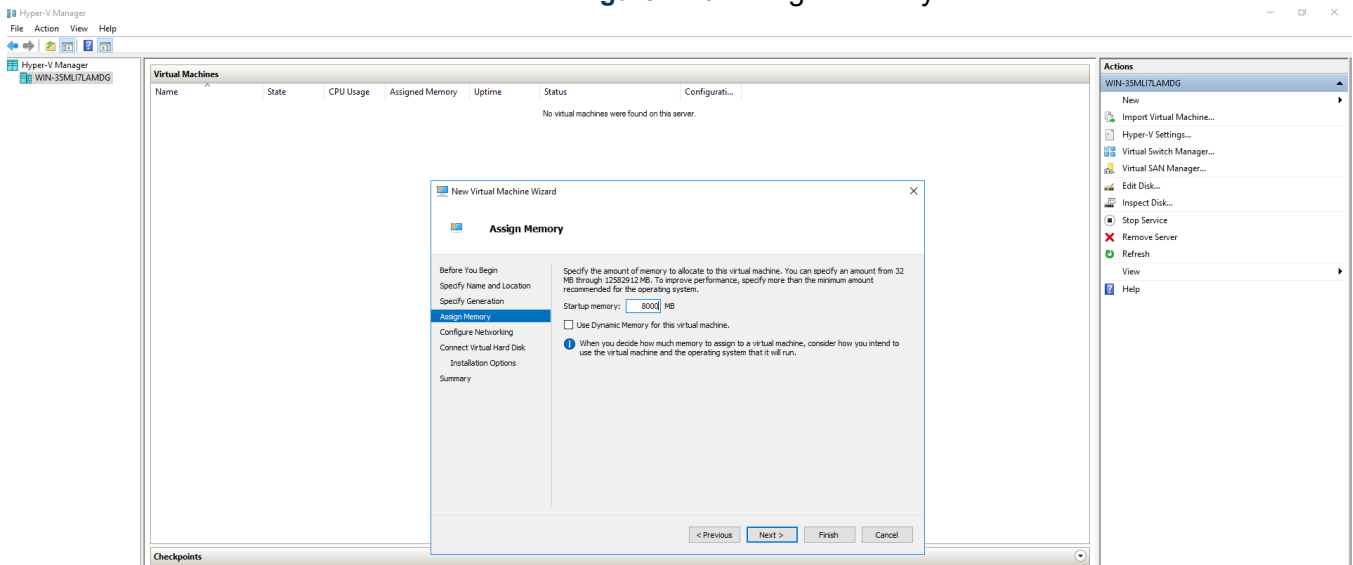 Hyper-V Manager
File Action View Help
Hyper-V Manager
WIN-35MLI7LAMDG
Virtual Machines
Name State CPU Usage Assigned Memory Uptime Status Configurati...
No virtual machines were found on this server.
New Virtual Machine Wizard
Assign Memory
Before You Begin
Specify Name and Location
Specify Generation
Assign Memory
Configure Networking
Connect Virtual Hard Disk
Installation Options
Summary
Specify the amount of memory to allocate to this virtual machine. You can specify an amount from 32
MB through 12582912 MB. To improve performance, specify more than the minimum amount
recommended for the operating system.
Startup memory: 8000 MB
Use Dynamic Memory for this virtual machine.
When you decide how much memory to assign to a virtual machine, consider how you intend to
use the virtual machine and the operating system that it will run.
< Previous Next > Finish Cancel
Checkpoints
Actions
WIN-35MLI7LAMDG
New
Import Virtual Machine...
Hyper-V Settings...
Virtual Switch Manager...
Virtual SAN Manager...
Edit Disk...
Inspect Disk...
Stop Service
Remove Server
Refresh
View
Help